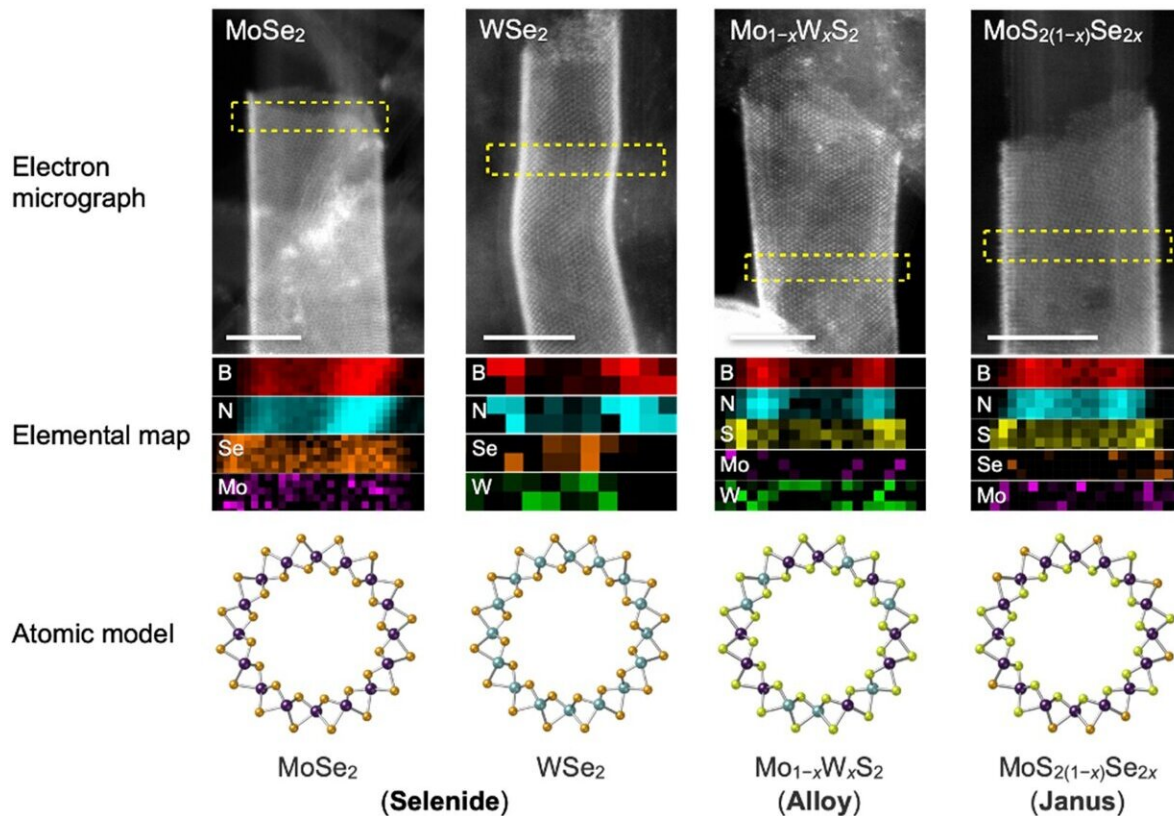 MoSe₂ WSe₂ Mo₁₋ₓWₓS₂ MoS₂₍₁₋ₓ₎Se₂ₓ
Electron
micrograph
B B B B
N N N N
Elemental map
Se Se S S
Mo W Mo Se
W Mo
Atomic model
MoSe₂ WSe₂ Mo₁₋ₓWₓS₂ MoS₂₍₁₋ₓ₎Se₂ₓ
(Selenide) (Alloy) (Janus)